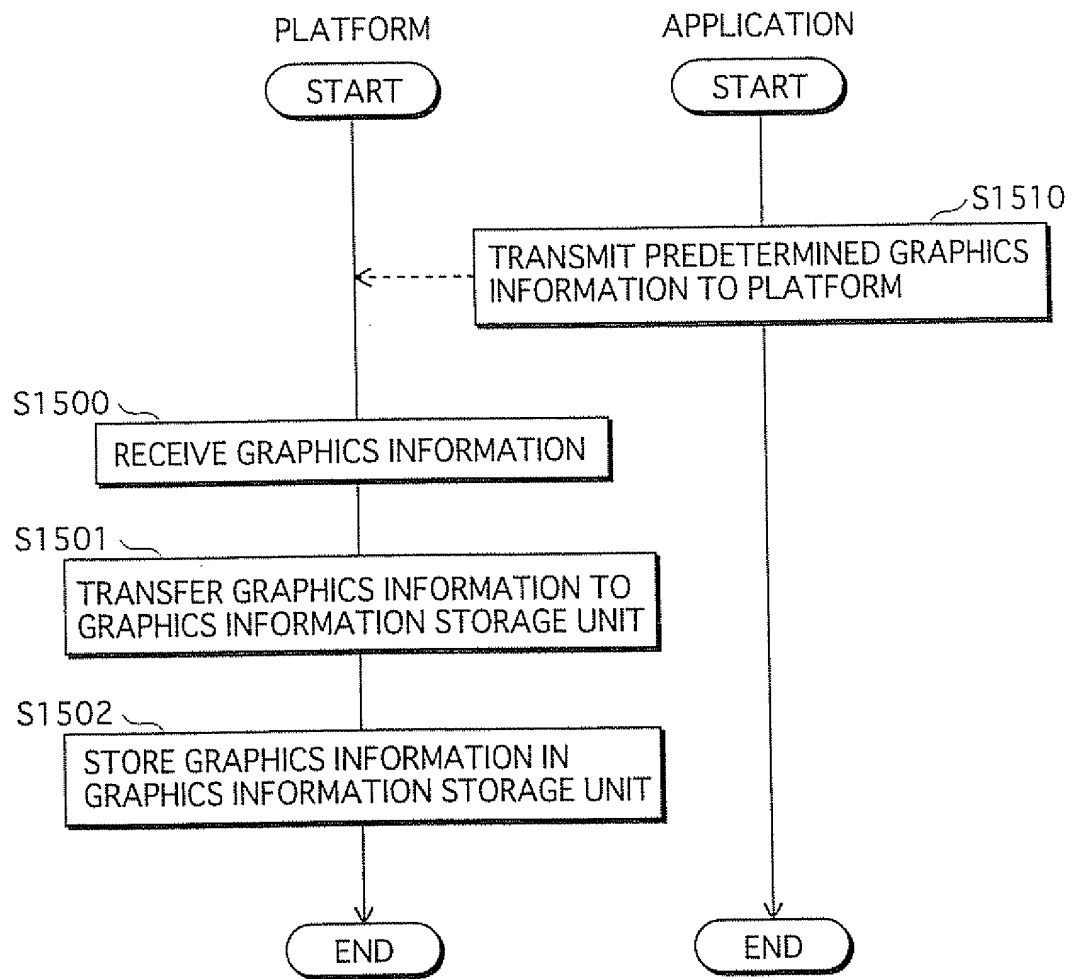 PLATFORM
APPLICATION
START
START
S1510
TRANSMIT PREDETERMINED GRAPHICS
INFORMATION TO PLATFORM
S1500
RECEIVE GRAPHICS INFORMATION
S1501
TRANSFER GRAPHICS INFORMATION TO
GRAPHICS INFORMATION STORAGE UNIT
S1502
STORE GRAPHICS INFORMATION IN
GRAPHICS INFORMATION STORAGE UNIT
END
END